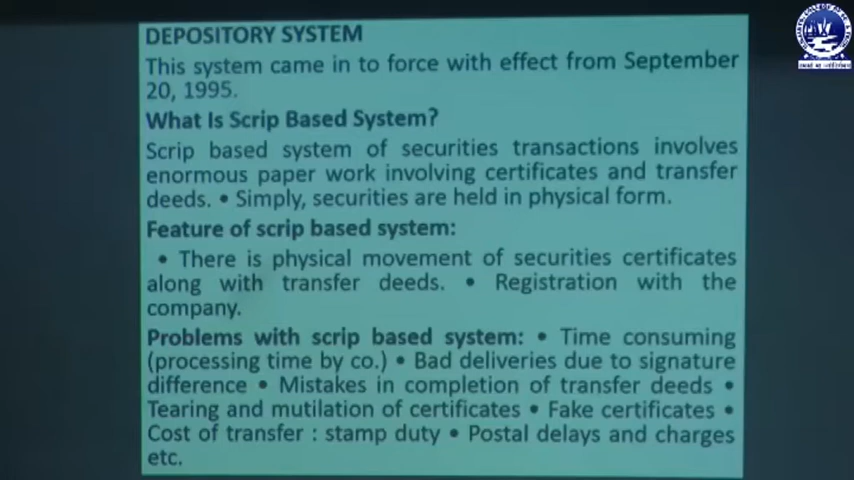 DEPOSITORY SYSTEM
This system came in to force with effect from September
20, 1995.
What Is Scrip Based System?
Scrip based system of securities transactions involves
enormous paper work involving certificates and transfer
deeds. • Simply, securities are held in physical form.
Feature of scrip based system:
• There is physical movement of securities certificates
along with transfer deeds. • Registration with the
company.
Problems with scrip based system: • Time consuming
(processing time by co.) • Bad deliveries due to signature
difference • Mistakes in completion of transfer deeds •
Tearing and mutilation of certificates • Fake certificates •
Cost of transfer : stamp duty • Postal delays and charges
etc.